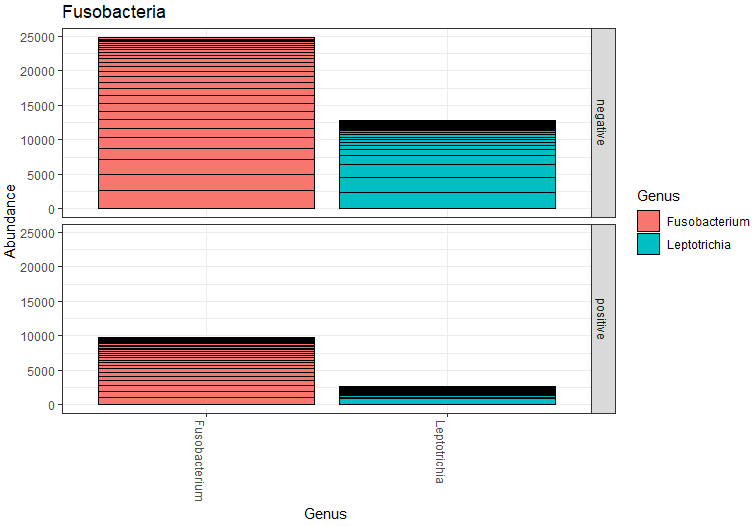 Fusobacteria
Abundance
25000
20000
15000
10000
5000
0
negative
25000
20000
15000
10000
5000
0
positive
Fusobacterium
Leptotrichia
Genus
Genus
Fusobacterium
Leptotrichia